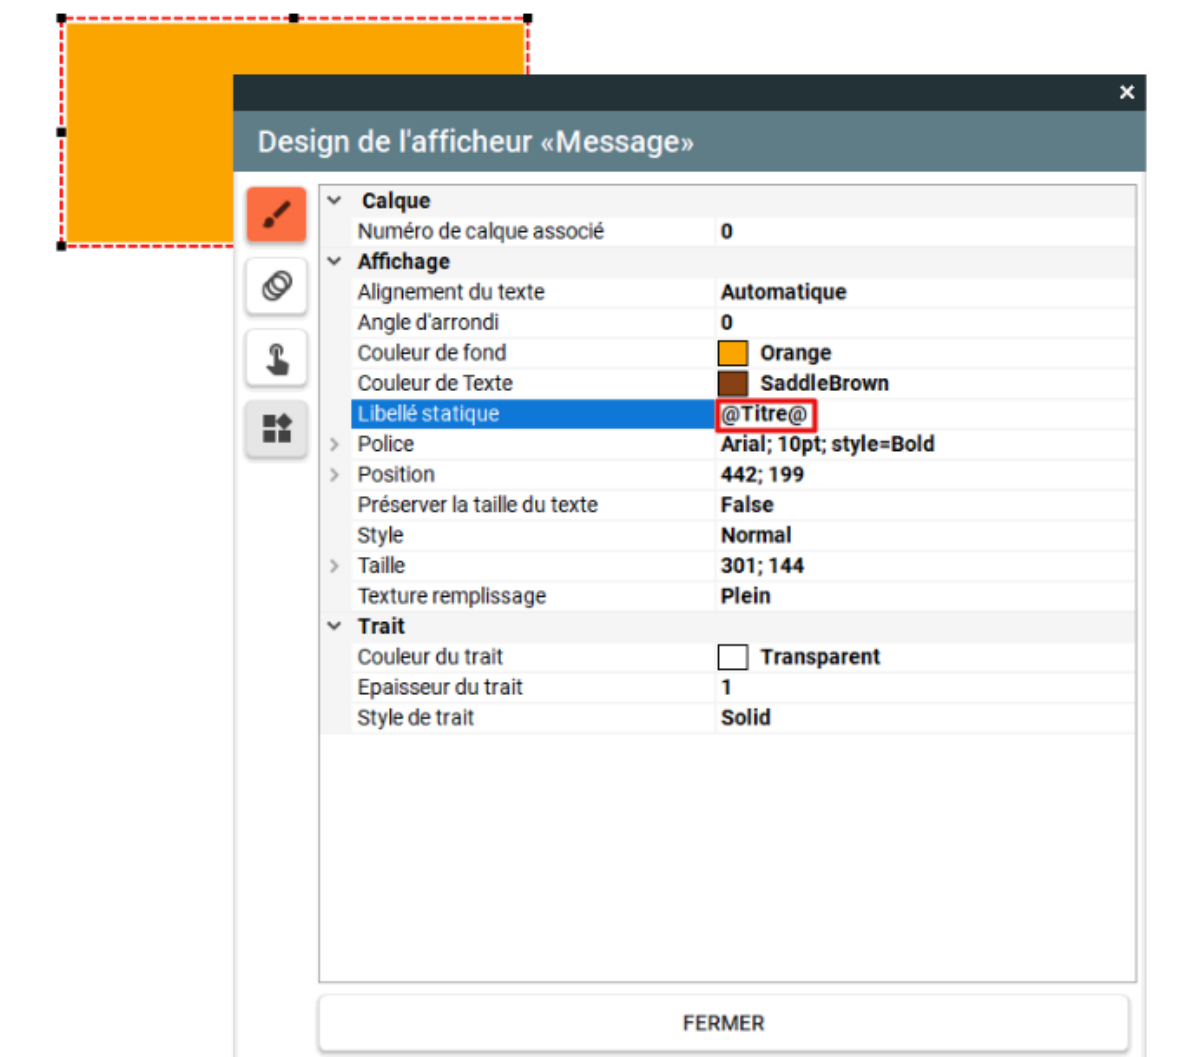 Design de l'afficheur «Message»
Calque
Numéro de calque associé 0
Affichage
Alignement du texte Automatique
Angle d'arrondi 0
Couleur de fond Orange
Couleur de Texte SaddleBrown
Libellé statique @Titre@
Police Arial; 10pt; style=Bold
Position 442; 199
Préserver la taille du texte False
Style Normal
Taille 301; 144
Texture remplissage Plein
Trait
Couleur du trait Transparent
Epaisseur du trait 1
Style de trait Solid
FERMER